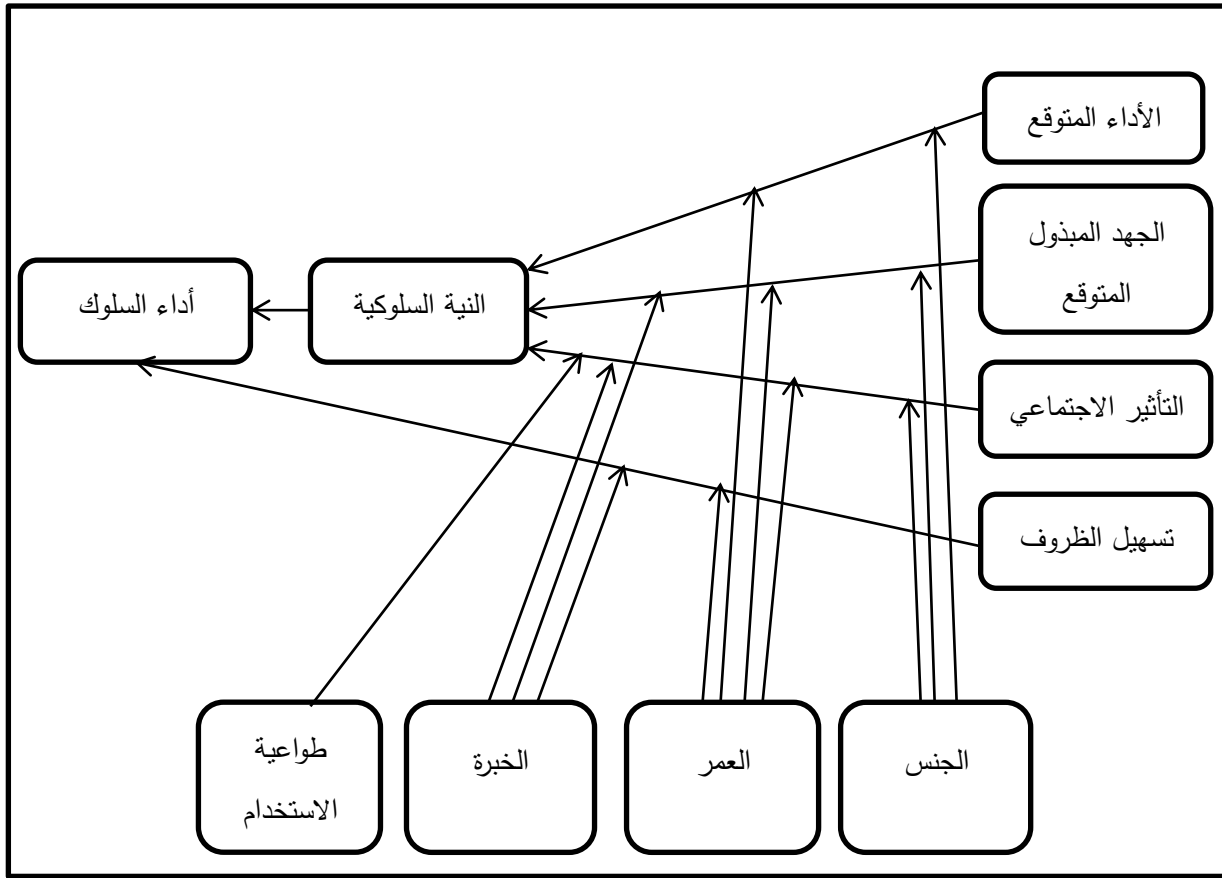 الأداء المتوقع
الجهد المبذول
المتوقع
النية السلوكية
أداء السلوك
التأثير الاجتماعي
تسهيل الظروف
الجنس
العمر
الخبرة
طواعية
الاستخدام